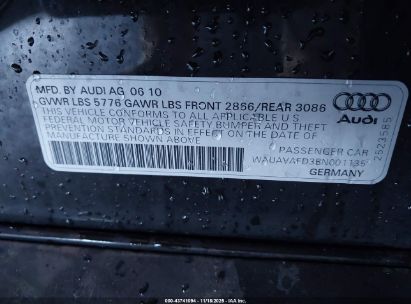 MFD. BY AUDI AG 06 10
GVWR LBS 5776 GAWR LBS FRONT 2866/REAR 3086
THIS VEHICLE CONFORMS TO ALL APPLICABLE U S
FEDERAL MOTOR VEHICLE SAFETY BUMPER AND THEFT
PREVENTION STANDARDS IN EFFECT ON THE DATE OF
MANUFACTURE SHOWN ABOVE
Audi
PASSENGER CAR
WAUAYAFD3BN001135
GERMANY